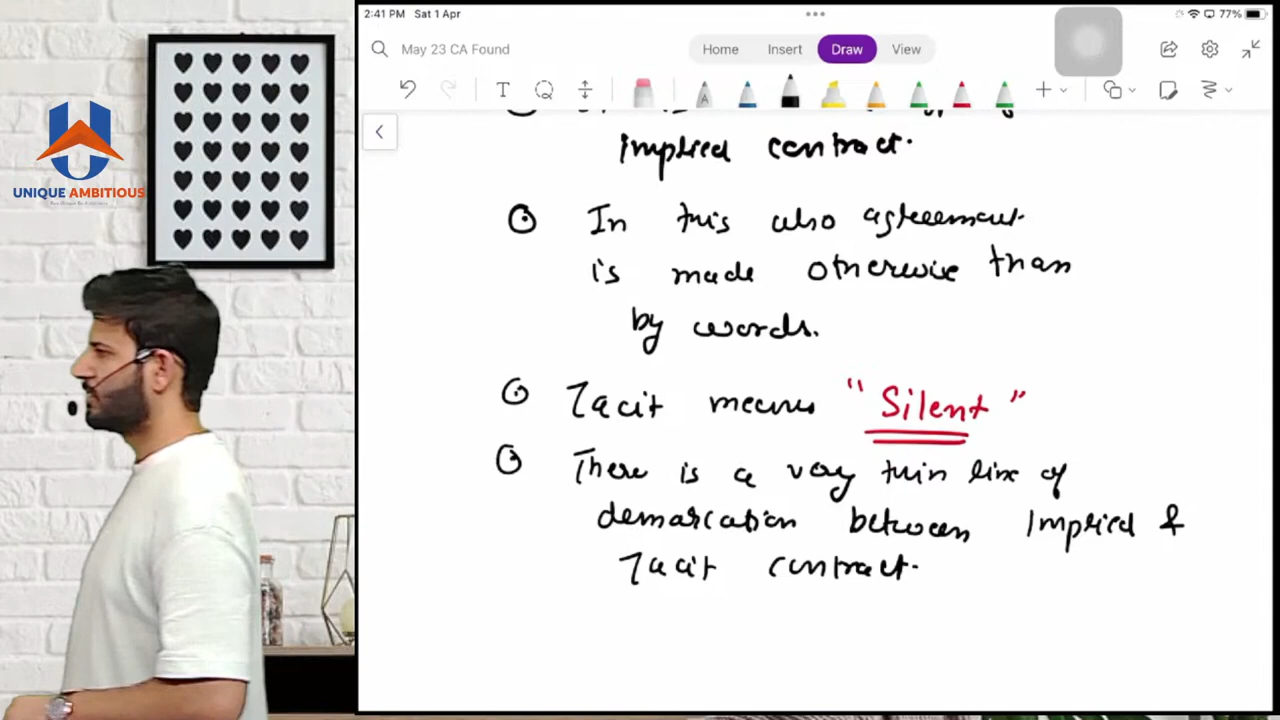 2:41 PM Sat 1 Apr
77%
May 23 CA Found
Home Insert Draw View
UNIQUE AMBITIOUS
Implied contract.
In this also agreement
is made otherwise than
by words.
Tacit means "Silent"
There is a very thin line of
demarcation between Implied &
Tacit contract.